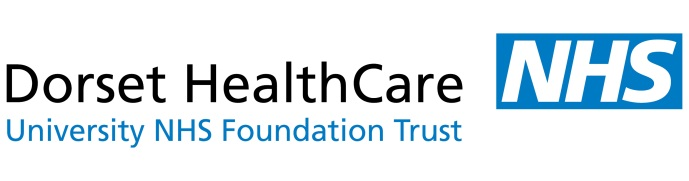 Dorset HealthCare NHS
University NHS Foundation Trust